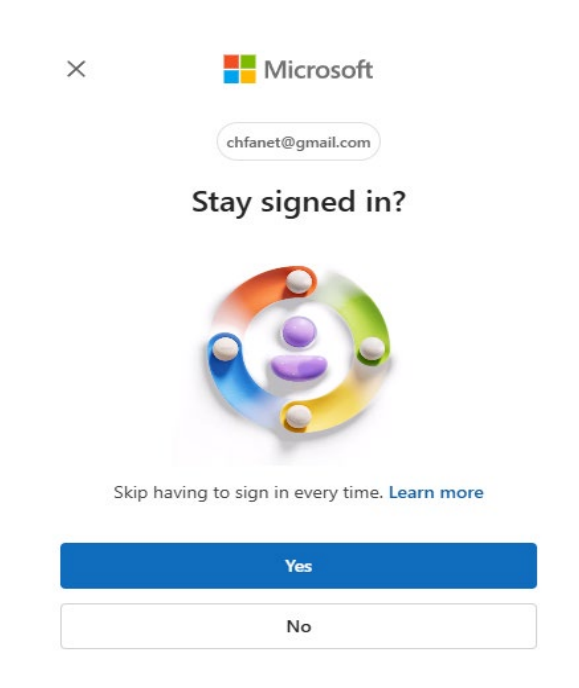 Microsoft
chfanet@gmail.com
Stay signed in?
Skip having to sign in every time. Learn more
Yes
No